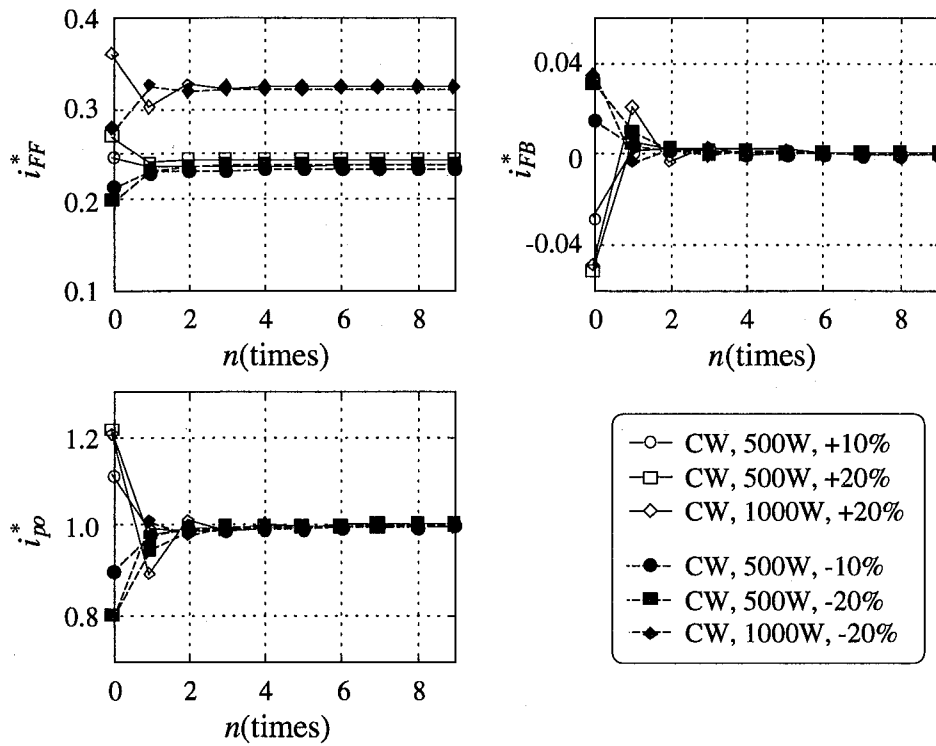 0.4
0.3
0.2
0.1
i*FF
0 2 4 6 8
n(times)
0.04
0
-0.04
i*FB
0 2 4 6 8
n(times)
1.2
1.0
0.8
i*po
0 2 4 6 8
n(times)
CW, 500W, +10%
CW, 500W, +20%
CW, 1000W, +20%
CW, 500W, -10%
CW, 500W, -20%
CW, 1000W, -20%